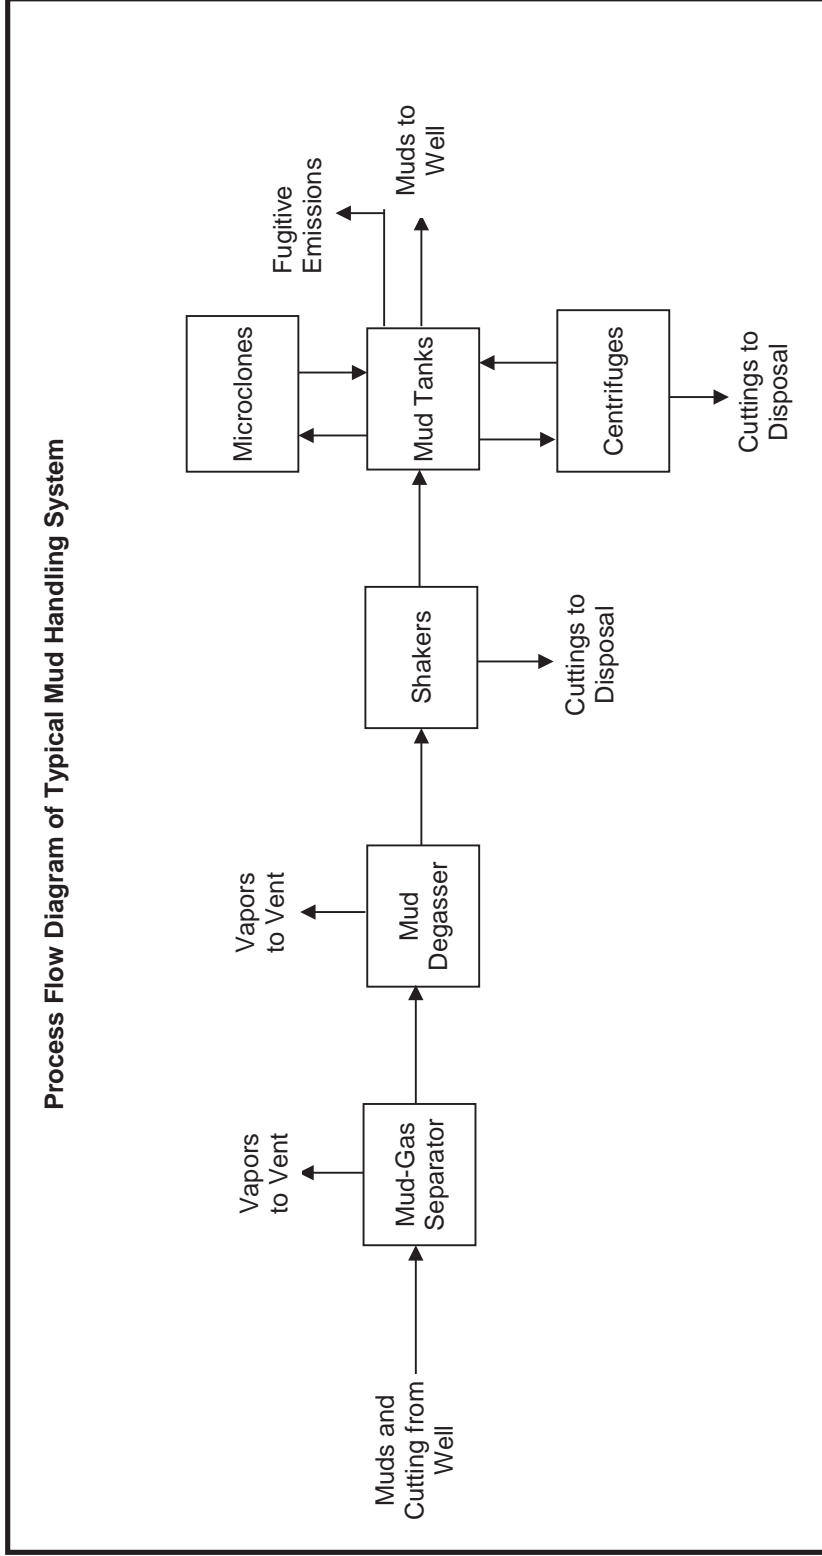 Process Flow Diagram of Typical Mud Handling System
Muds and
Cutting from
Well
Vapors
to Vent
Mud-Gas
Separator
Vapors
to Vent
Mud
Degasser
Shakers
Cuttings to
Disposal
Microclones
Mud Tanks
Centrifuges
Cuttings to
Disposal
Fugitive
Emissions
Muds to
Well